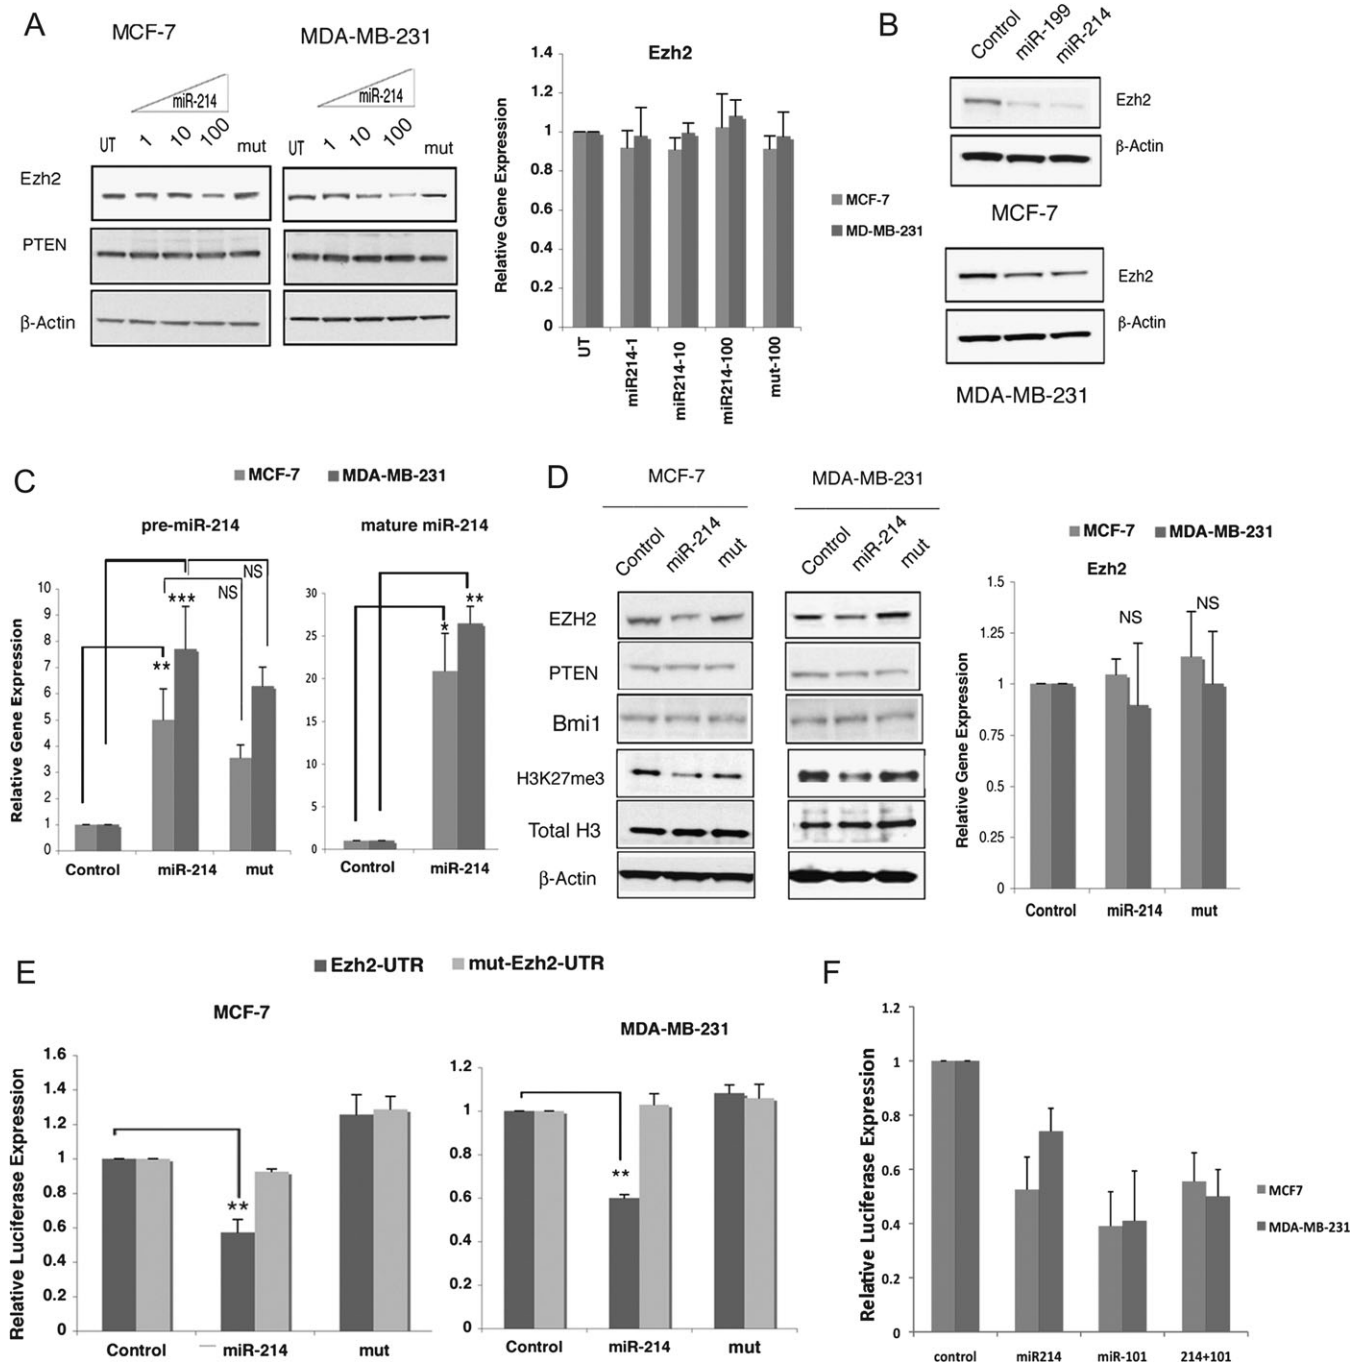 A
MCF-7
MDA-MB-231
miR-214
miR-214
UT 1 10 100 mut
UT 1 10 100 mut
Ezh2
PTEN
β-Actin
Ezh2
Relative Gene Expression
1.4
1.2
1
0.8
0.6
0.4
0.2
0
UT
miR214-1
miR214-10
miR214-100
mut-100
MCF-7
MD-MB-231
B
Control
miR-199
miR-214
Ezh2
β-Actin
MCF-7
Ezh2
β-Actin
MDA-MB-231
C
MCF-7 MDA-MB-231
pre-miR-214
Relative Gene Expression
10
9
8
7
6
5
4
3
2
1
0
NS
NS
***
**
Control miR-214 mut
mature miR-214
30
25
20
15
10
5
0
**
*
Control miR-214
D
MCF-7
MDA-MB-231
Control miR-214 mut
Control miR-214 mut
EZH2
PTEN
Bmi1
H3K27me3
Total H3
β-Actin
MCF-7 MDA-MB-231
Ezh2
Relative Gene Expression
1.5
1.25
1
0.75
0.5
0.25
0
NS
NS
Control miR-214 mut
E
Ezh2-UTR mut-Ezh2-UTR
MCF-7
Relative Luciferase Expression
1.6
1.4
1.2
1
0.8
0.6
0.4
0.2
0
**
Control miR-214 mut
MDA-MB-231
1.2
1
0.8
0.6
0.4
0.2
0
**
Control miR-214 mut
F
Relative Luciferase Expression
1.2
1
0.8
0.6
0.4
0.2
0
control miR214 miR-101 214+101
MCF7
MDA-MB-231